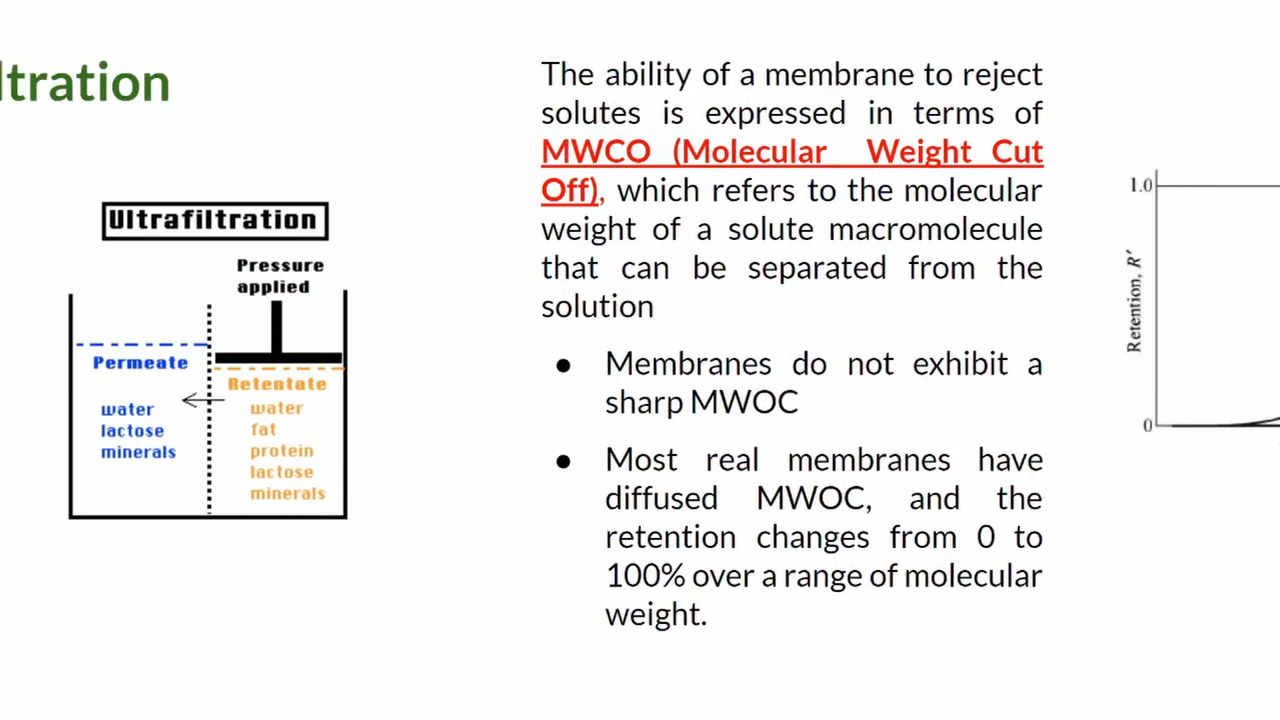 ltration
Ultrafiltration
Pressure
applied
Permeate
water
lactose
minerals
Retentate
water
fat
protein
lactose
minerals
The ability of a membrane to reject
solutes is expressed in terms of
MWCO (Molecular Weight Cut
Off), which refers to the molecular
weight of a solute macromolecule
that can be separated from the
solution
● Membranes do not exhibit a
sharp MWOC
● Most real membranes have
diffused MWOC, and the
retention changes from 0 to
100% over a range of molecular
weight.
1.0
Retention, R'
0